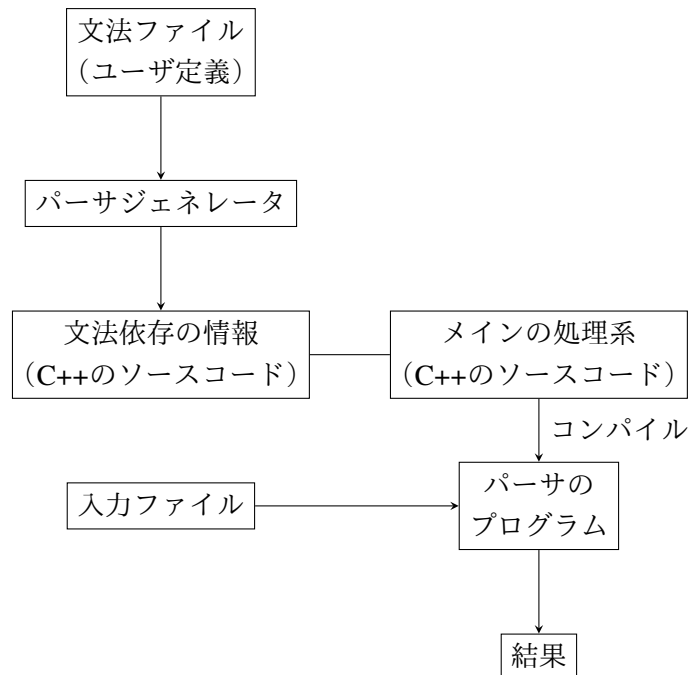 文法ファイル
（ユーザ定義）
パーサジェネレータ
文法依存の情報
（C++のソースコード）
メインの処理系
（C++のソースコード）
コンパイル
入力ファイル
パーサの
プログラム
結果